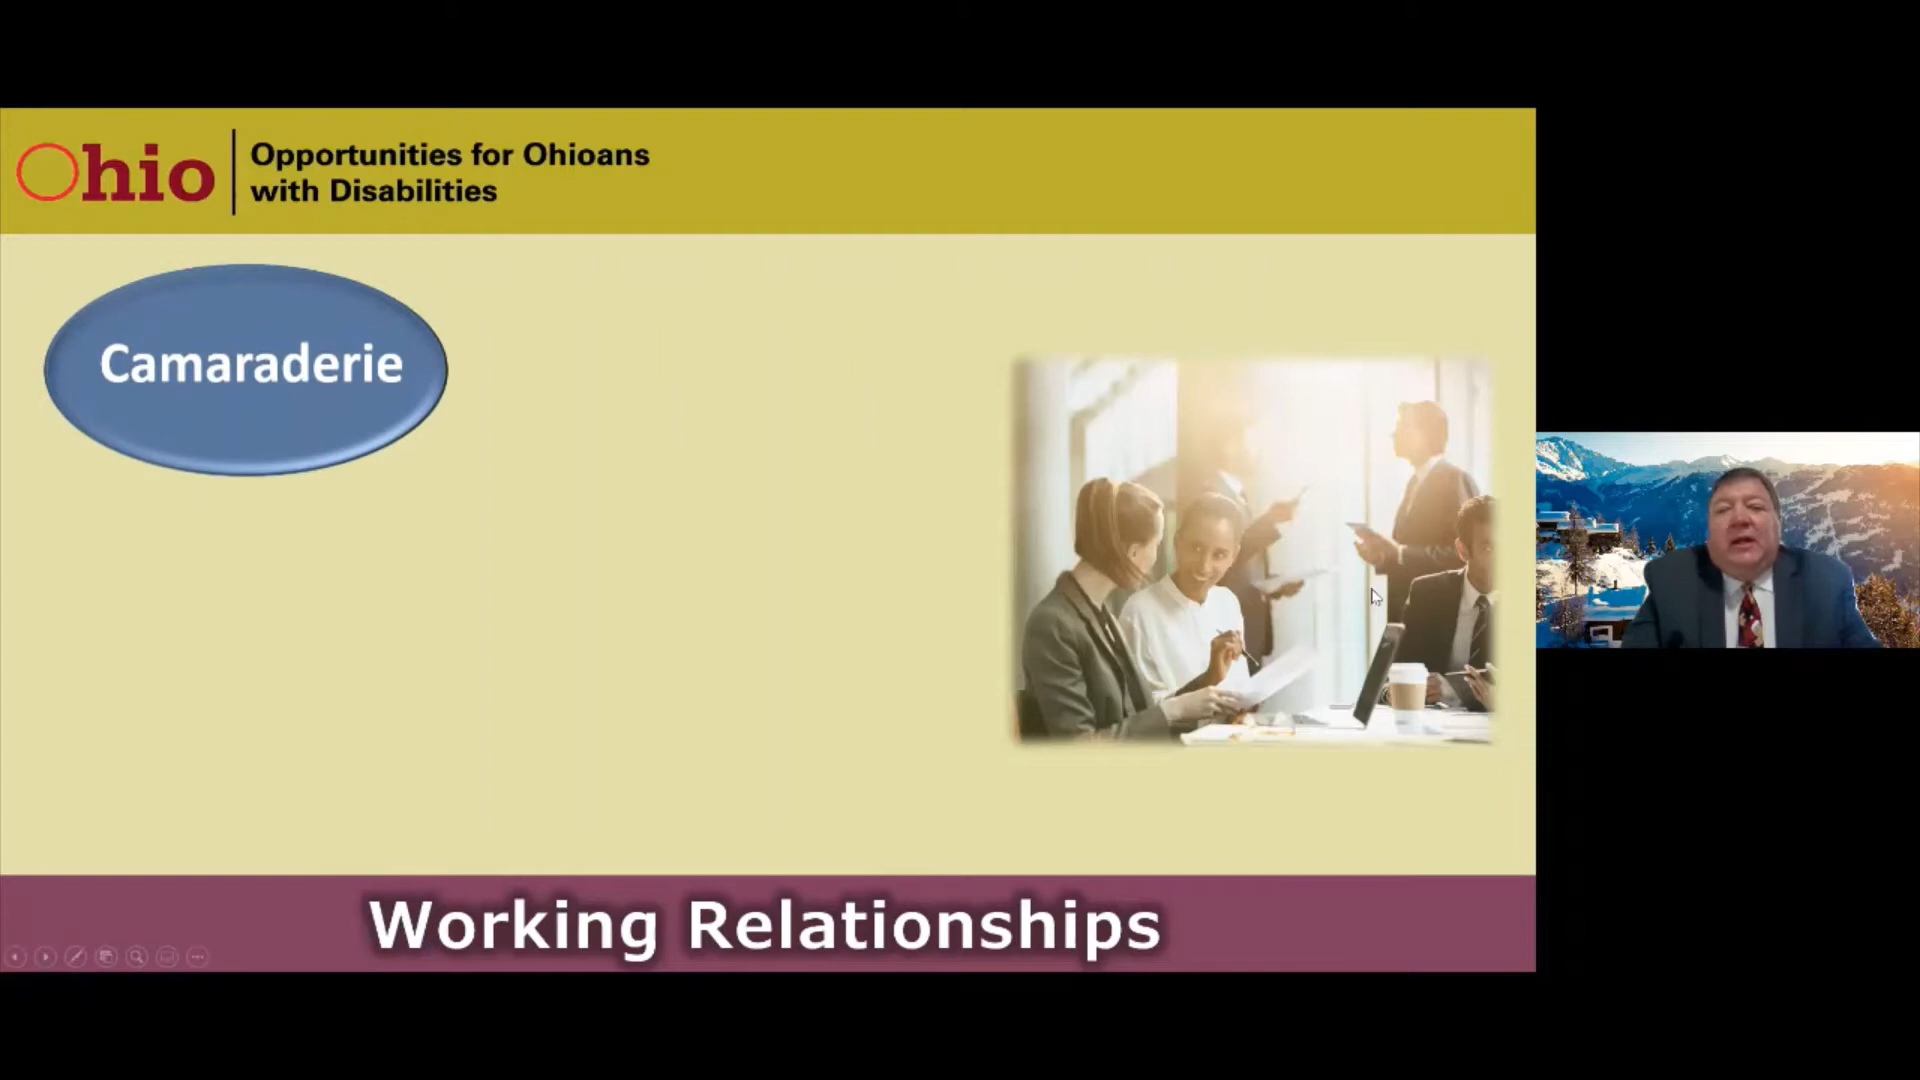 Ohio
Opportunities for Ohioans
with Disabilities
Camaraderie
Working Relationships